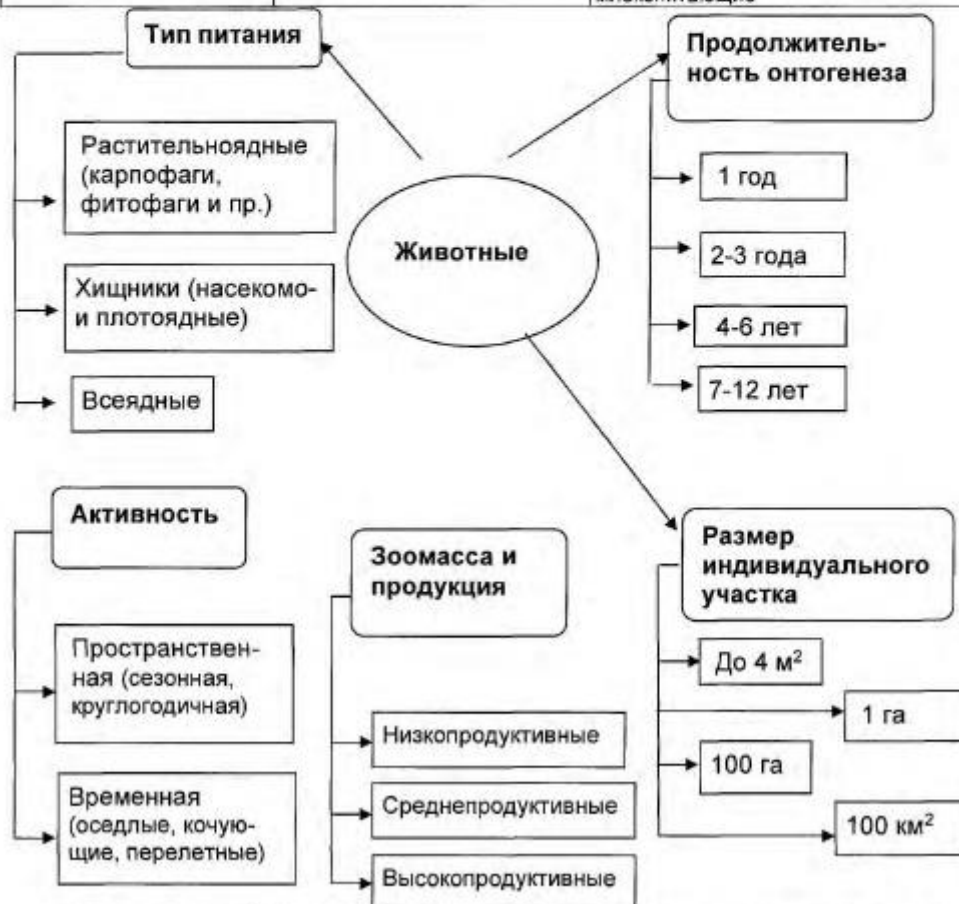 млекопитающие
Тип питания
Растительноядные
(карпофаги,
фитофаги и пр.)
Хищники (насекомо-
и плотоядные)
Всеядные
Животные
Продолжитель-
ность онтогенеза
1 год
2-3 года
4-6 лет
7-12 лет
Активность
Пространствен-
ная (сезонная,
круглогодичная)
Временная
(оседлые, кочую-
щие, перелетные)
Зоомасса и
продукция
Низкопродуктивные
Среднепродуктивные
Высокопродуктивные
Размер
индивидуального
участка
До 4 м²
1 га
100 га
100 км²